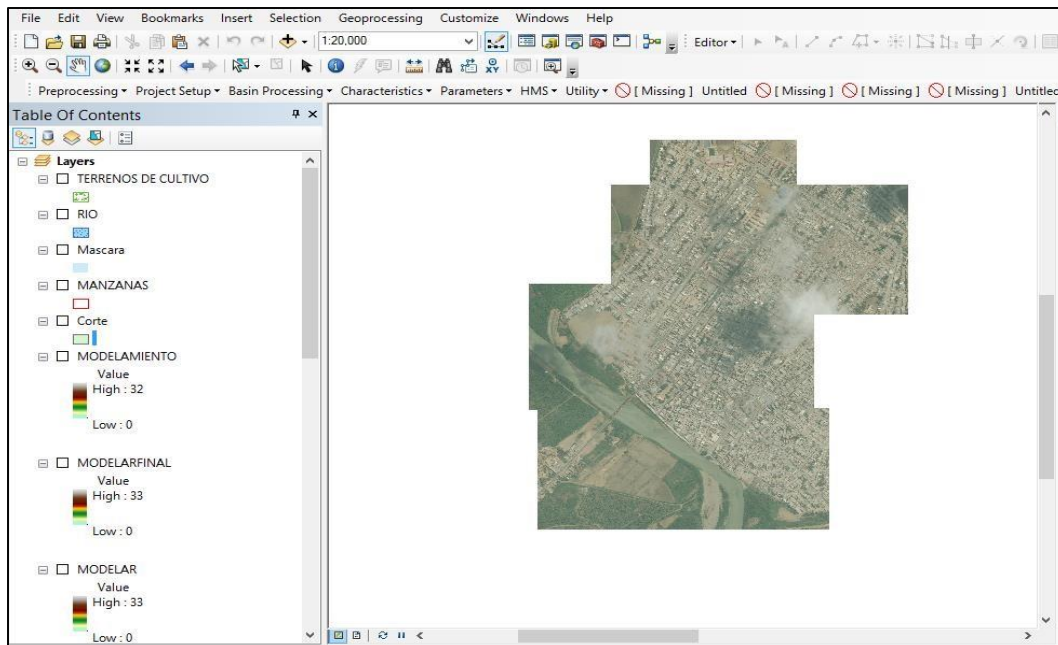 File Edit View Bookmarks Insert Selection Geoprocessing Customize Windows Help
1:20,000 Editor
Preprocessing Project Setup Basin Processing Characteristics Parameters HMS Utility [ Missing ] Untitled [ Missing ] [ Missing ] [ Missing ] Untitled
Table Of Contents
Layers
TERRENOS DE CULTIVO
RIO
Mascara
MANZANAS
Corte
MODELAMIENTO
Value
High : 32
Low : 0
MODELARFINAL
Value
High : 33
Low : 0
MODELAR
Value
High : 33
Low : 0